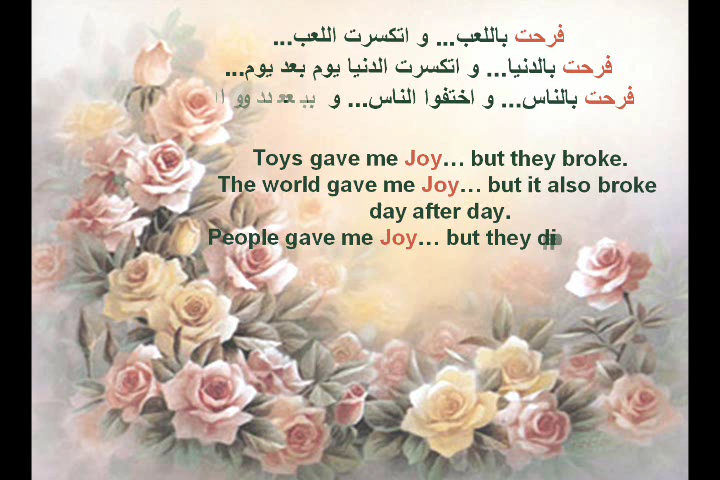 فرحت باللعب... و اتكسرت اللعب...
فرحت بالدنيا... و اتكسرت الدنيا يوم بعد يوم...
فرحت بالناس... و اختفوا الناس... و
Toys gave me Joy… but they broke.
The world gave me Joy… but it also broke
day after day.
People gave me Joy… but they